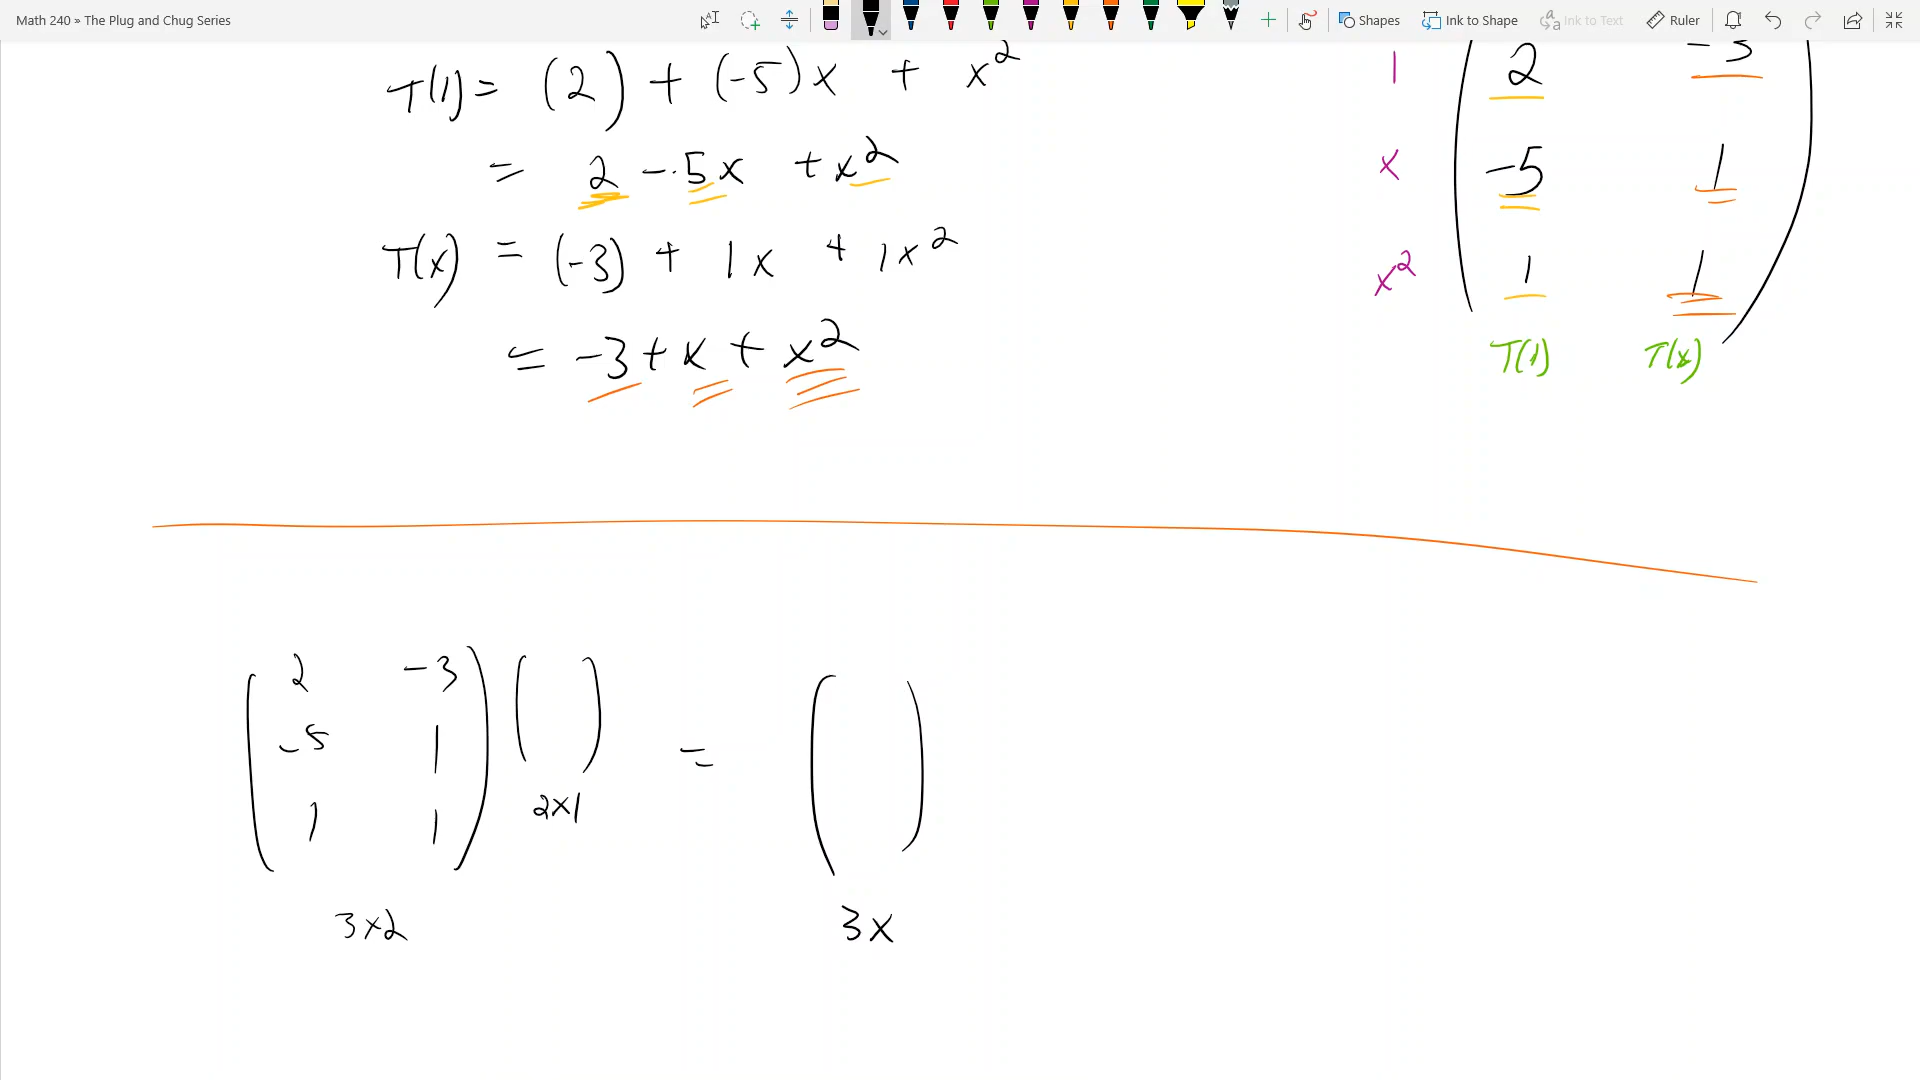 Math 240 » The Plug and Chug Series
Shapes
Ink to Shape
Ink to Text
Ruler
T(1) = (2) + (-5)x + x²
= 2 - 5x + x²
T(x) = (-3) + 1x + 1x²
= -3 + x + x²
1 2 -3
x -5 1
x² 1 1
T(1) T(x)
2 -3
-5 1 =
1 1
2x1
3x2 3x